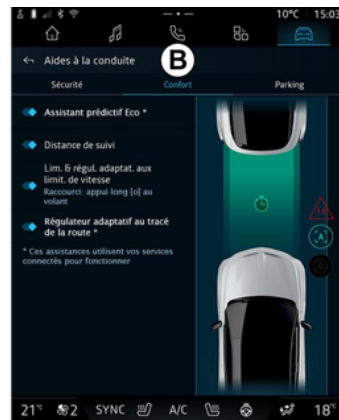 10°C 15:03
Aides à la conduite
B
Sécurité Confort Parking
Assistant prédictif Eco *
Distance de suivi
Lim. & régul. adaptat. aux
limit. de vitesse
Raccourci: appui long [o] au
volant
Régulateur adaptatif au tracé
de la route *
* Ces assistances utilisent vos services
connectés pour fonctionner
A
21°C 2 SYNC A/C 18°C